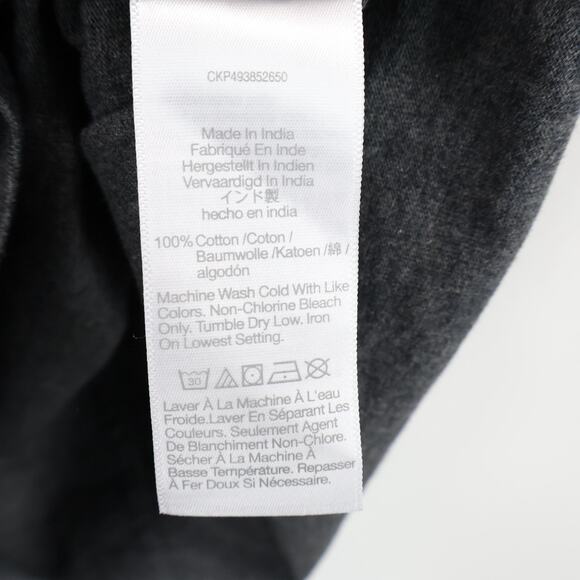 CKP493852650
Made In India
Fabriqué En Inde
Hergestellt In Indien
Vervaardigd In India
インド製
hecho en india
100% Cotton /Coton /
Baumwolle /Katoen /綿 /
algodón
Machine Wash Cold With Like
Colors. Non-Chlorine Bleach
Only. Tumble Dry Low. Iron
On Lowest Setting.
30
Laver À La Machine À L'eau
Froide.Laver En Séparant Les
Couleurs. Seulement Agent
De Blanchiment Non-Chlore.
Sécher À La Machine À
Basse Température. Repasser
À Fer Doux Si Nécessaire.